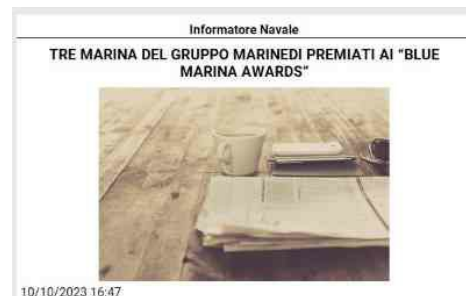 Informatore Navale
TRE MARINA DEL GRUPPO MARINEDI PREMIATI AI "BLUE
MARINA AWARDS"
10/10/2023 16:47